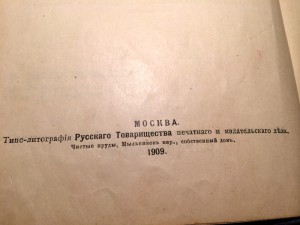 МОСКВА.
Типо-литографія Русскаго Товарищества печатнаго и издательскаго дѣла.
Чистые пруды, Мыльниковъ пер., собственный домъ.
1909.